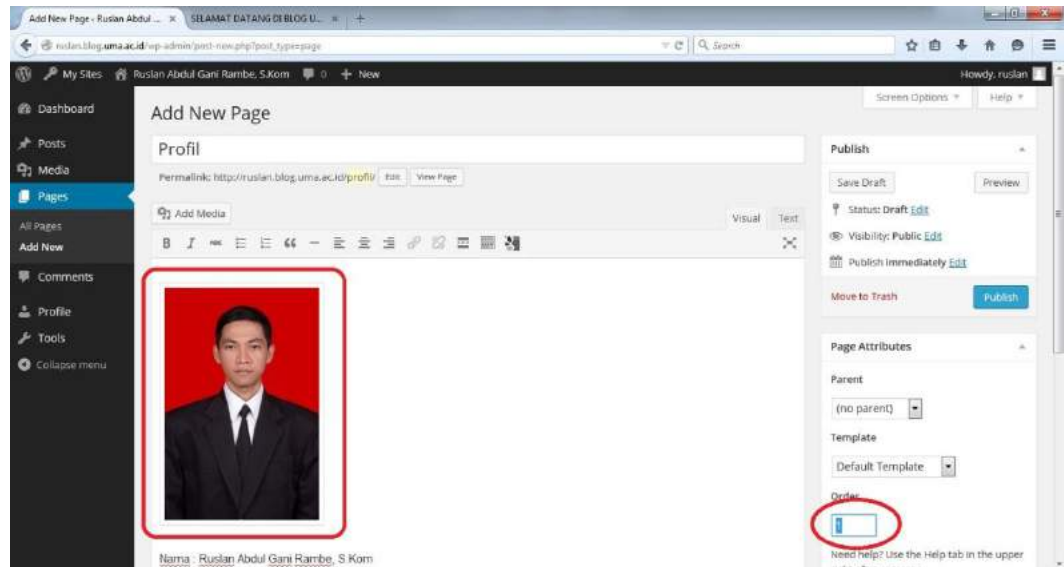 Add New Page - Ruslan Abdul ... × SELAMAT DATANG DI BLOG U... × +
ruslan.blog.uma.ac.id/wp-admin/post-new.php?post_type=page
Search
My Sites Ruslan Abdul Gani Rambe, S.Kom 0 + New Howdy, ruslan
Screen Options Help
Dashboard
Posts
Media
Pages
All Pages
Add New
Comments
Profile
Tools
Collapse menu
Add New Page
Profil
Permalink: http://ruslan.blog.uma.ac.id/profil/ Edit View Page
Add Media
Visual Text
B I ABC
Nama : Ruslan Abdul Gani Rambe, S.Kom
Publish
Save Draft Preview
Status: Draft Edit
Visibility: Public Edit
Publish immediately Edit
Move to Trash Publish
Page Attributes
Parent
(no parent)
Template
Default Template
Order
1
Need help? Use the Help tab in the upper